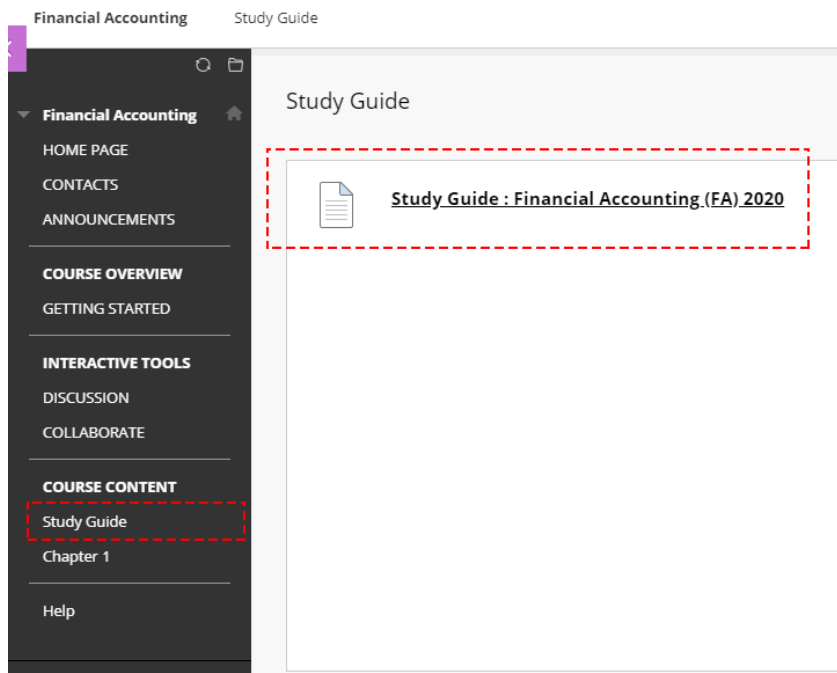 Financial Accounting Study Guide
Financial Accounting
HOME PAGE
CONTACTS
ANNOUNCEMENTS
COURSE OVERVIEW
GETTING STARTED
INTERACTIVE TOOLS
DISCUSSION
COLLABORATE
COURSE CONTENT
Study Guide
Chapter 1
Help
Study Guide
Study Guide : Financial Accounting (FA) 2020